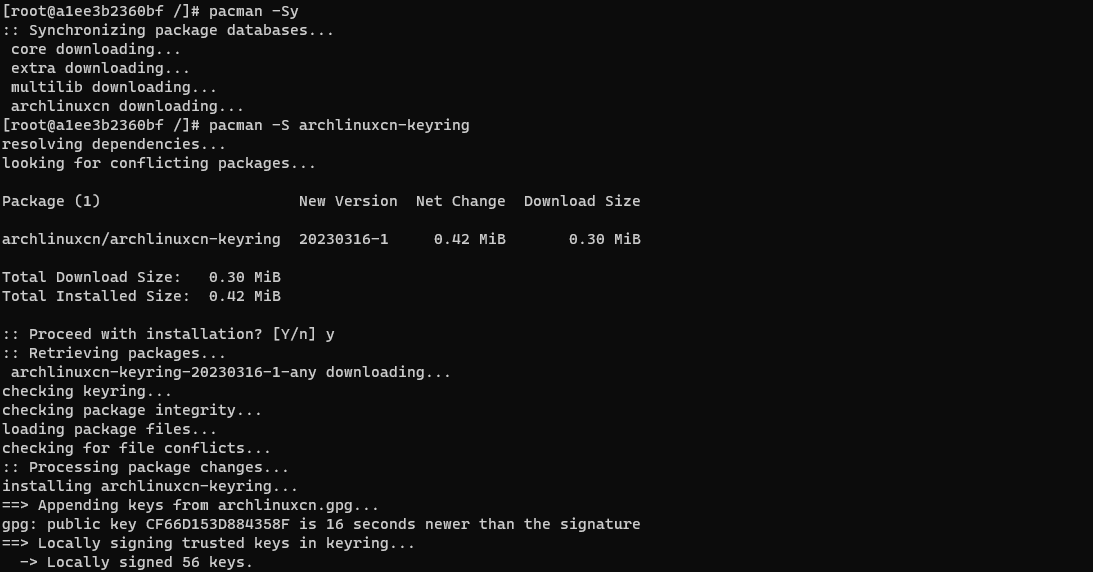 [root@a1ee3b2360bf /]# pacman -Sy
:: Synchronizing package databases...
 core downloading...
 extra downloading...
 multilib downloading...
 archlinuxcn downloading...
[root@a1ee3b2360bf /]# pacman -S archlinuxcn-keyring
resolving dependencies...
looking for conflicting packages...

Package (1)                      New Version  Net Change  Download Size

archlinuxcn/archlinuxcn-keyring  20230316-1     0.42 MiB       0.30 MiB

Total Download Size:   0.30 MiB
Total Installed Size:  0.42 MiB

:: Proceed with installation? [Y/n] y
:: Retrieving packages...
 archlinuxcn-keyring-20230316-1-any downloading...
checking keyring...
checking package integrity...
loading package files...
checking for file conflicts...
:: Processing package changes...
installing archlinuxcn-keyring...
==> Appending keys from archlinuxcn.gpg...
gpg: public key CF66D153D884358F is 16 seconds newer than the signature
==> Locally signing trusted keys in keyring...
  -> Locally signed 56 keys.